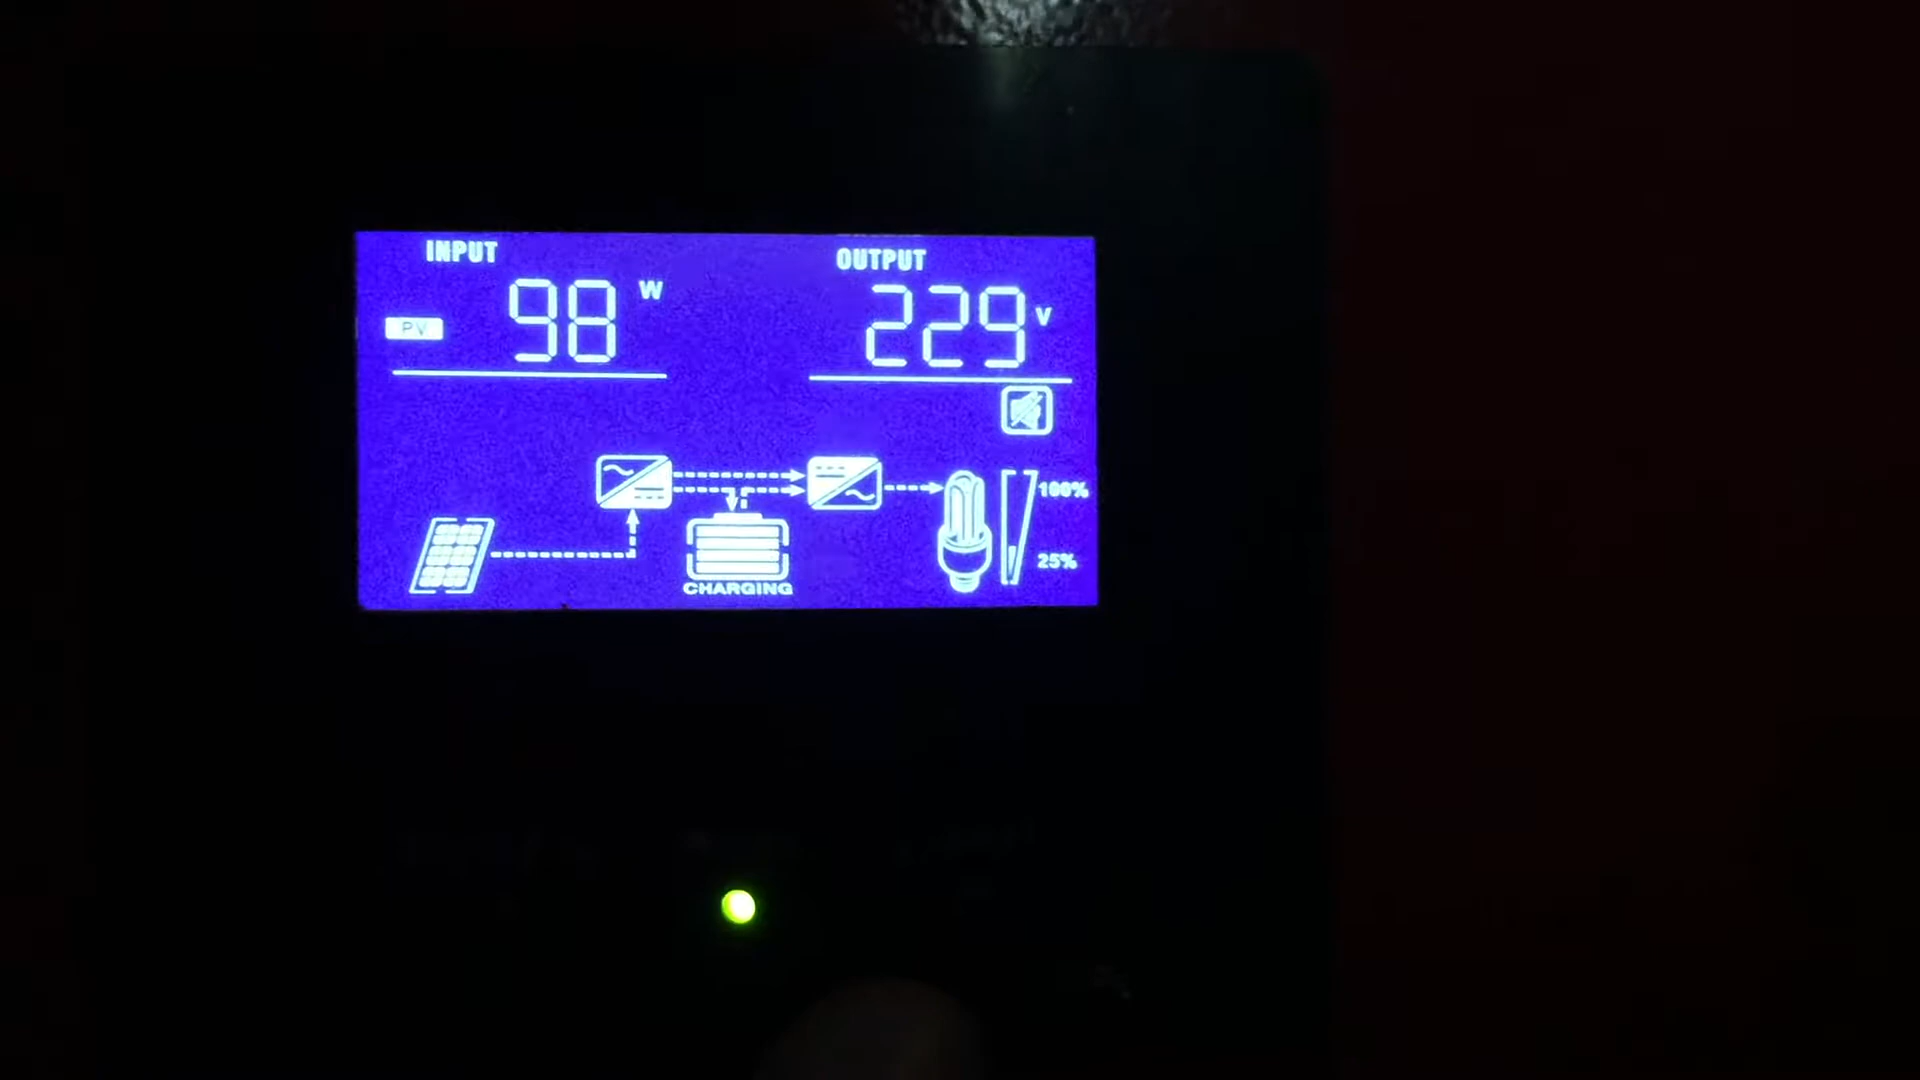 INPUT
OUTPUT
98 W
229 V
PV
100%
25%
CHARGING